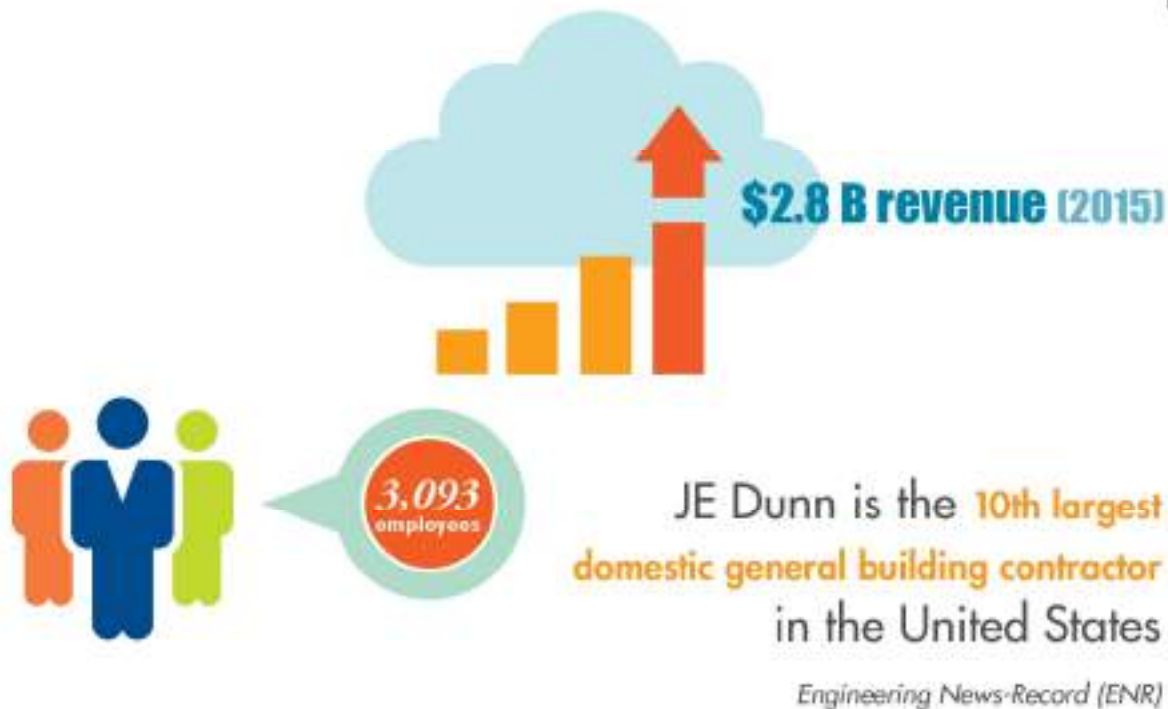 $2.8 B revenue (2015)
3,093
employees
JE Dunn is the 10th largest
domestic general building contractor
in the United States
Engineering News-Record (ENR)